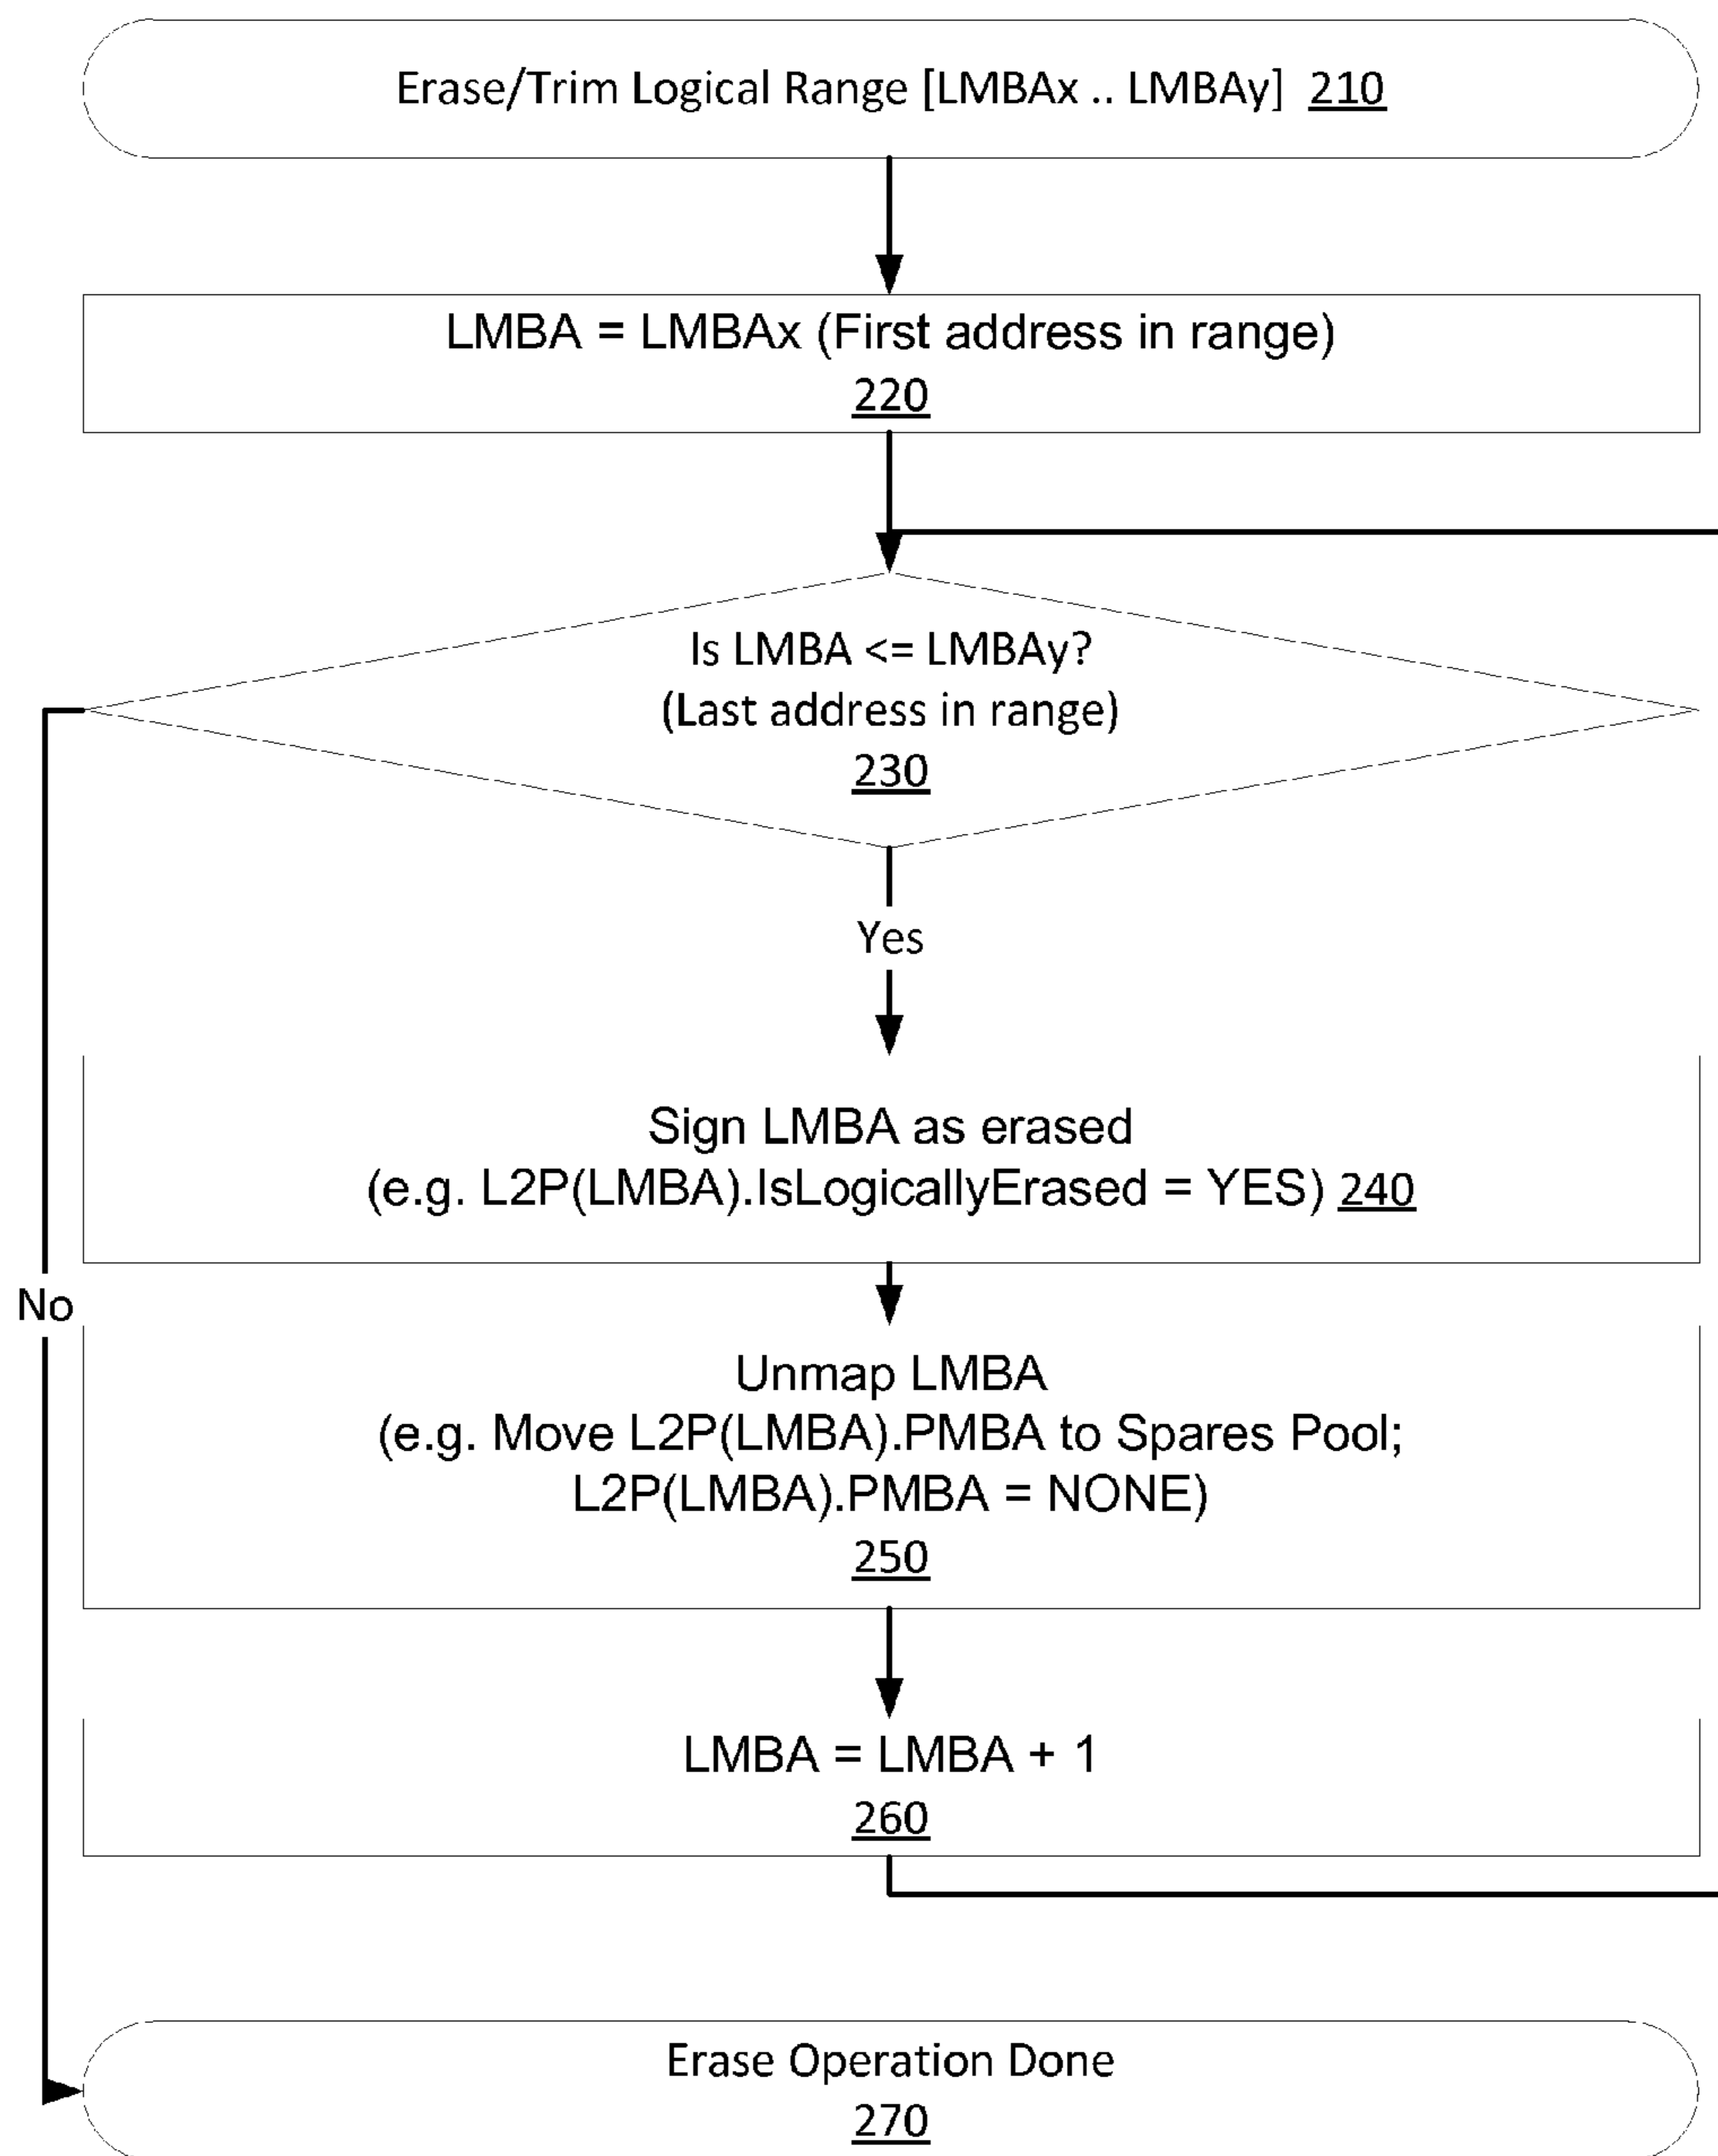 Erase/Trim Logical Range [LMBAx .. LMBAy] 210
LMBA = LMBAx (First address in range)
220
Is LMBA <= LMBAy?
(Last address in range)
230
Yes
Sign LMBA as erased
(e.g. L2P(LMBA).IsLogicallyErased = YES) 240
No
Unmap LMBA
(e.g. Move L2P(LMBA).PMBA to Spares Pool;
L2P(LMBA).PMBA = NONE)
250
LMBA = LMBA + 1
260
Erase Operation Done
270